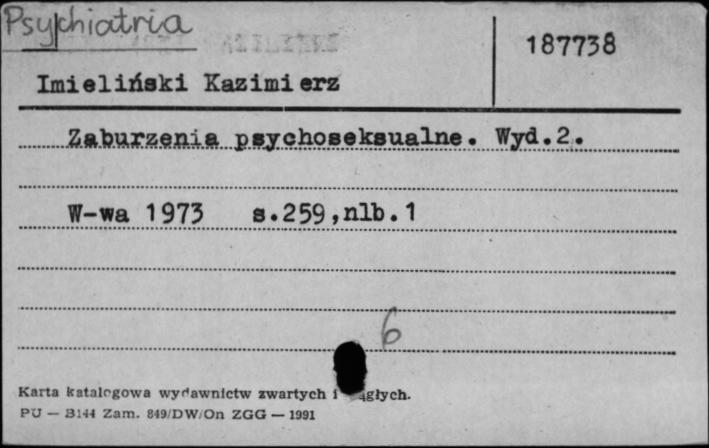 Psychiatria
187738
Imieliński Kazimierz
Zaburzenia psychoseksualne. Wyd.2.
W-wa 1973 s.259,nlb.1
6
Karta katalogowa wydawnictw zwartych i
PU — B144 Zam. 849/DW/On ZGG — 1991